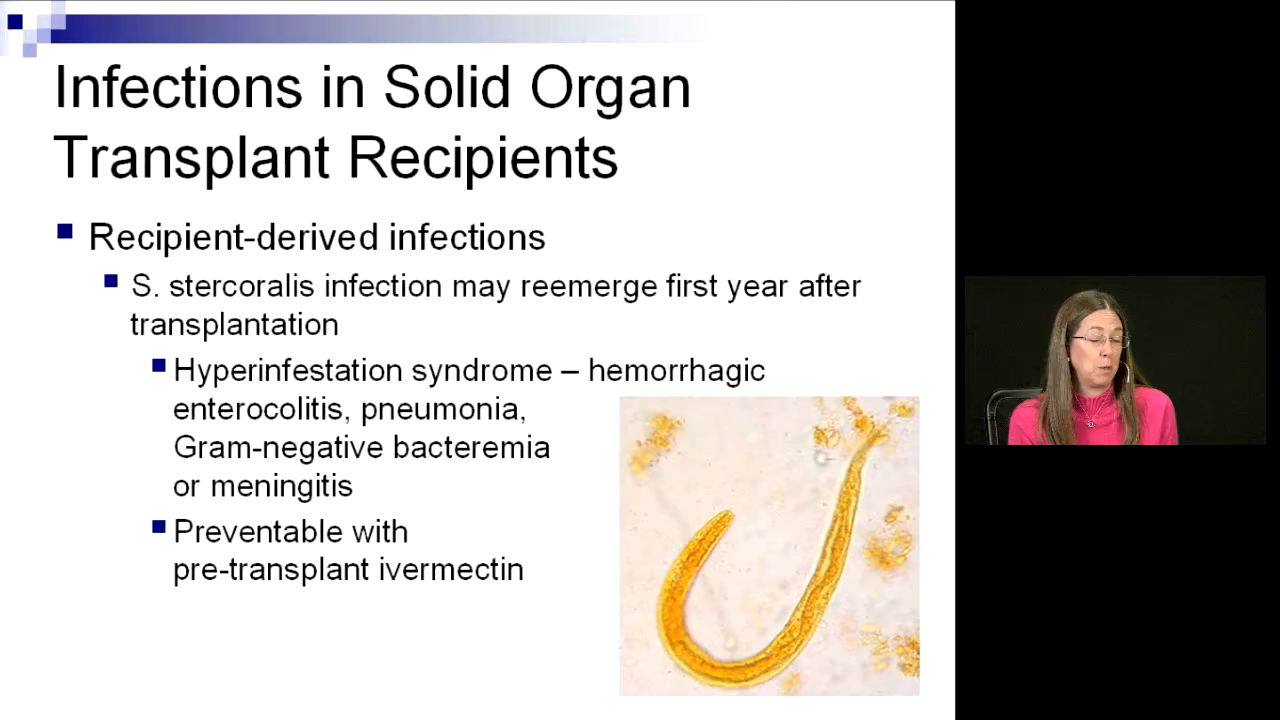 Infections in Solid Organ
Transplant Recipients
Recipient-derived infections
S. stercoralis infection may reemerge first year after
transplantation
Hyperinfestation syndrome – hemorrhagic
enterocolitis, pneumonia,
Gram-negative bacteremia
or meningitis
Preventable with
pre-transplant ivermectin